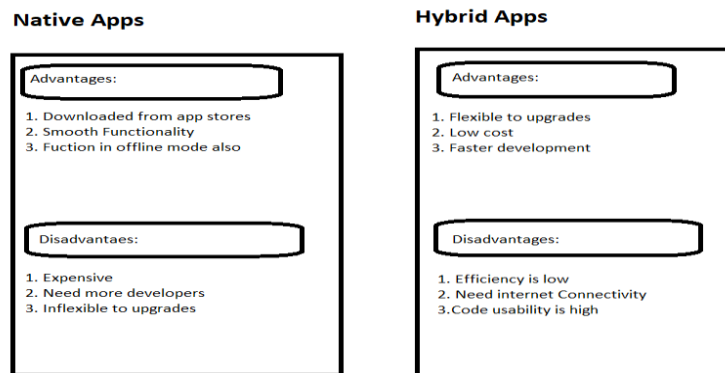 Native Apps
Advantages:
1. Downloaded from app stores
2. Smooth Functionality
3. Fuction in offline mode also
Disadvantaes:
1. Expensive
2. Need more developers
3. Inflexible to upgrades
Hybrid Apps
Advantages:
1. Flexible to upgrades
2. Low cost
3. Faster development
Disadvantages:
1. Efficiency is low
2. Need internet Connectivity
3.Code usability is high